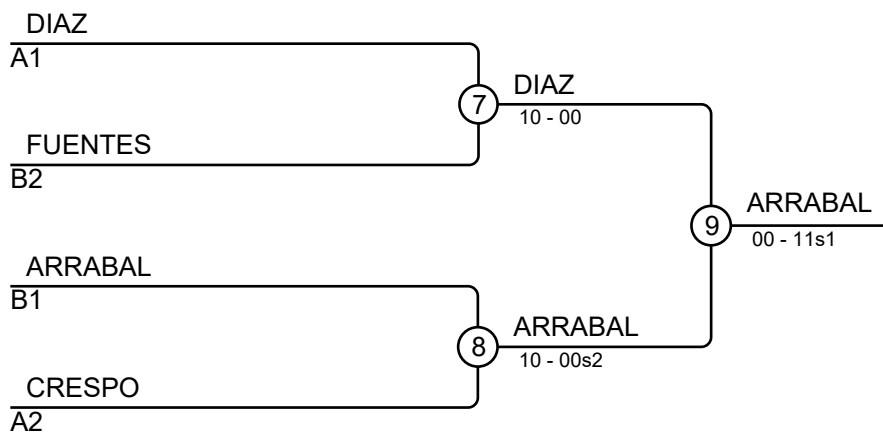 DIAZ
A1
7
DIAZ
10 - 00
FUENTES
B2
9
ARRABAL
00 - 11s1
ARRABAL
B1
8
ARRABAL
10 - 00s2
CRESPO
A2